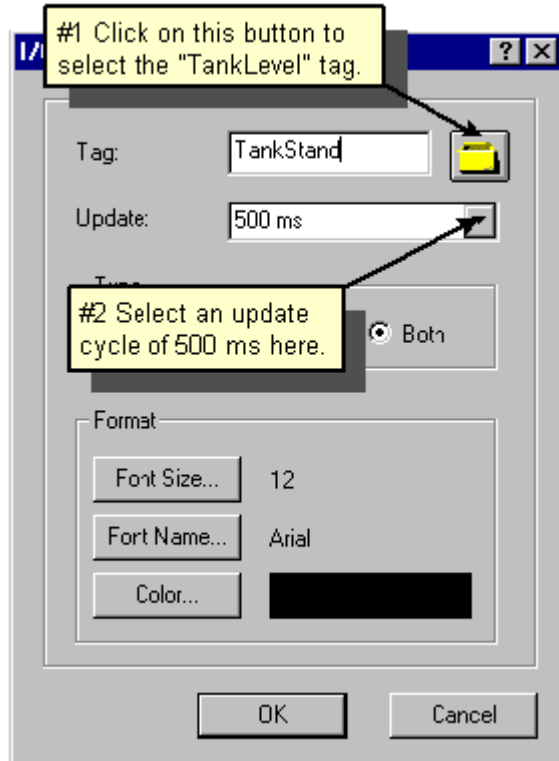 #1 Click on this button to
select the "TankLevel" tag.
I/
Tag:
TankStand
Update:
500 ms
#2 Select an update
cycle of 500 ms here.
Both
Format
Font Size...
12
Font Name...
Arial
Color...
OK
Cancel